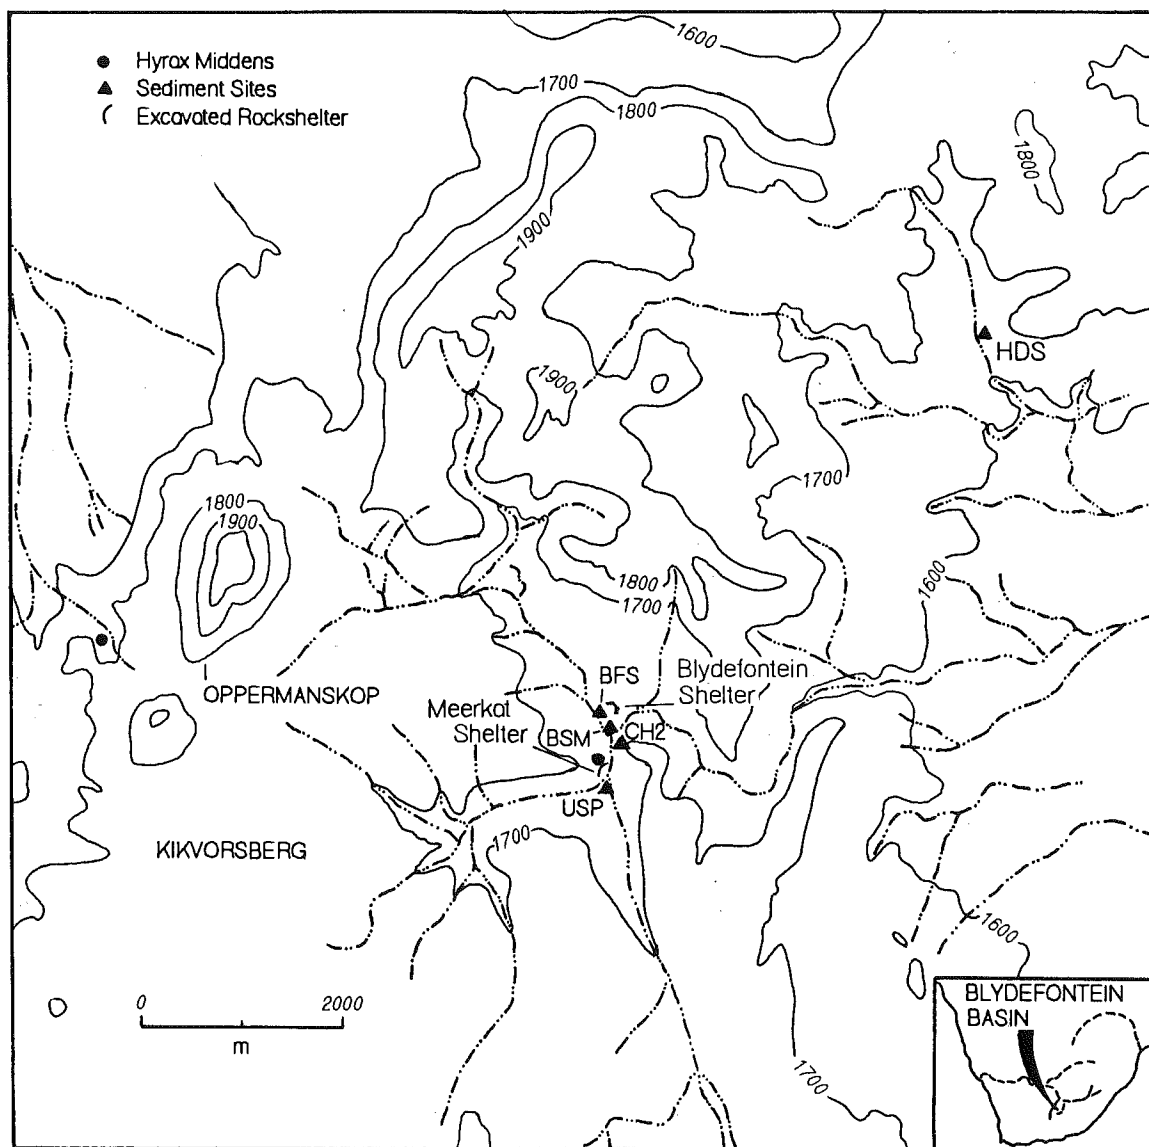 Hyrax Middens
Sediment Sites
Excavated Rockshelter
1600
1700
1800
1800
1900
HDS
1900
1700
1800
1900
1600
1800
1700
OPPERMANSKOP
BFS
Blydefontein
Shelter
Meerkat
Shelter
BSM
CH2
USP
1700
KIKVORSBERG
1600
0
2000
m
1700
BLYDEFONTEIN
BASIN